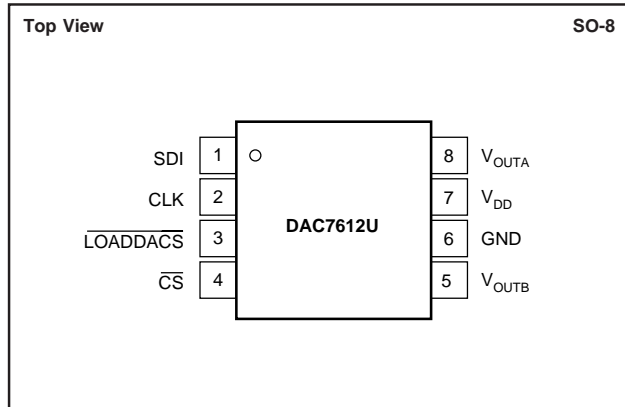 Top View SO-8
SDI 1 8 VOUTA
CLK 2 7 VDD
DAC7612U
LOADDACS 3 6 GND
CS 4 5 VOUTB